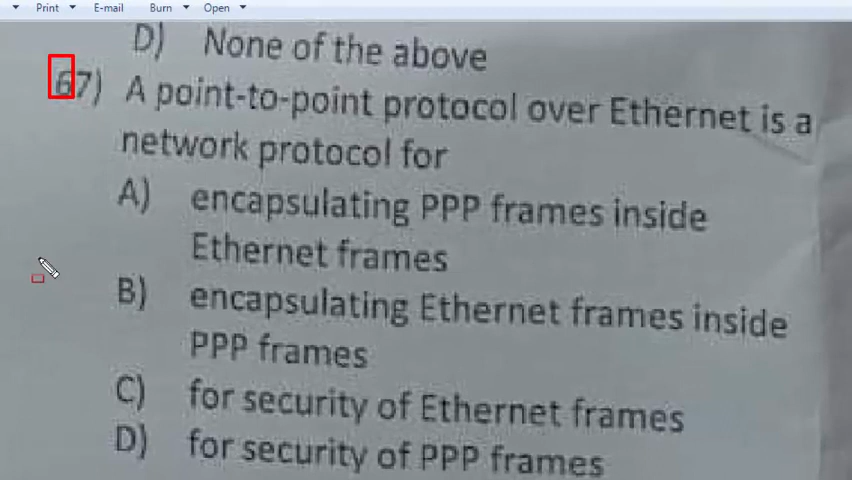 Print E-mail Burn Open
D) None of the above
67) A point-to-point protocol over Ethernet is a
network protocol for
A) encapsulating PPP frames inside
Ethernet frames
B) encapsulating Ethernet frames inside
PPP frames
C) for security of Ethernet frames
D) for security of PPP frames